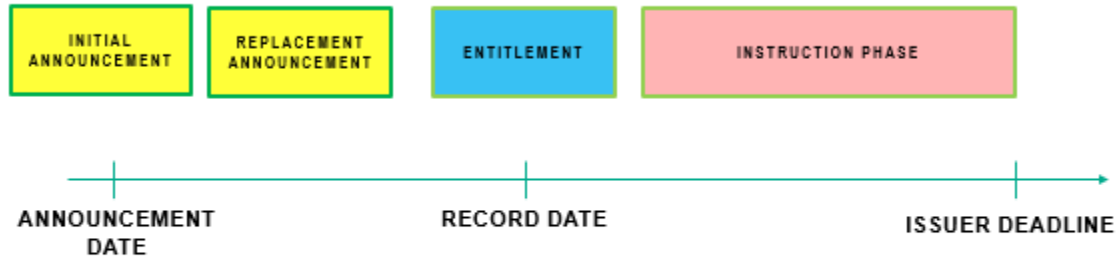 INITIAL
ANNOUNCEMENT
REPLACEMENT
ANNOUNCEMENT
ENTITLEMENT
INSTRUCTION PHASE
ANNOUNCEMENT
DATE
RECORD DATE
ISSUER DEADLINE